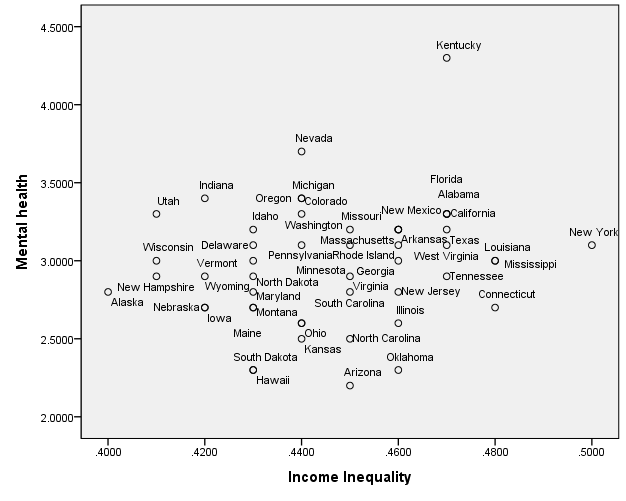 4.5000
Kentucky
4.0000
Nevada
3.5000
Florida
Indiana
Michigan
Alabama
Utah
Oregon
Colorado
New Mexico
California
Idaho
Missouri
Washington
New York
Massachusetts
Arkansas
Texas
Wisconsin
Delaware
Louisiana
3.0000
Pennsylvania
Rhode Island
West Virginia
Vermont
Mississippi
Minnesota
Georgia
Tennessee
New Hampshire
Wyoming
North Dakota
Virginia
New Jersey
Maryland
Connecticut
Alaska
Nebraska
Montana
South Carolina
Iowa
Illinois
Maine
Ohio
2.5000
North Carolina
Kansas
South Dakota
Oklahoma
Hawaii
Arizona
2.0000
Mental health
.4000
.4200
.4400
.4600
.4800
.5000
Income Inequality